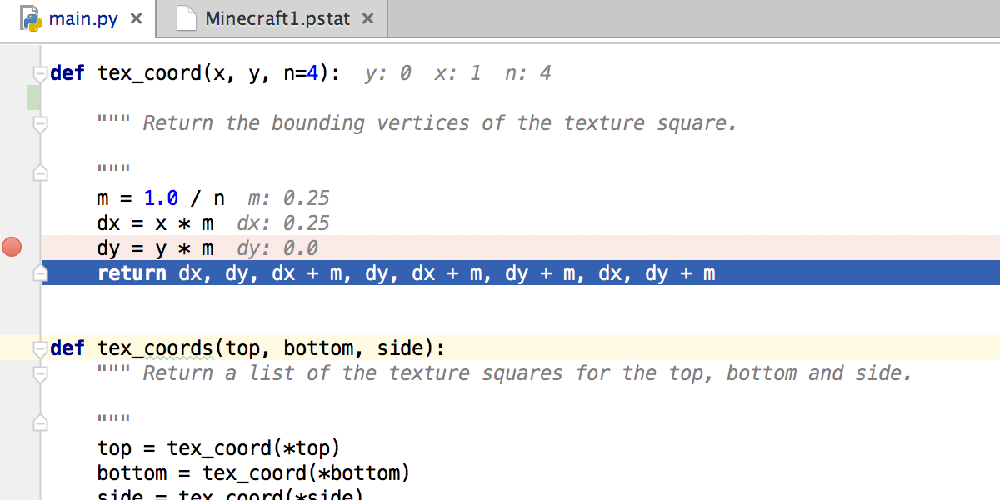 main.py Minecraft1.pstat
def tex_coord(x, y, n=4): y: 0 x: 1 n: 4
""" Return the bounding vertices of the texture square.
"""
m = 1.0 / n m: 0.25
dx = x * m dx: 0.25
dy = y * m dy: 0.0
return dx, dy, dx + m, dy, dx + m, dy + m, dx, dy + m
def tex_coords(top, bottom, side):
""" Return a list of the texture squares for the top, bottom and side.
"""
top = tex_coord(*top)
bottom = tex_coord(*bottom)
side = tex_coord(*side)